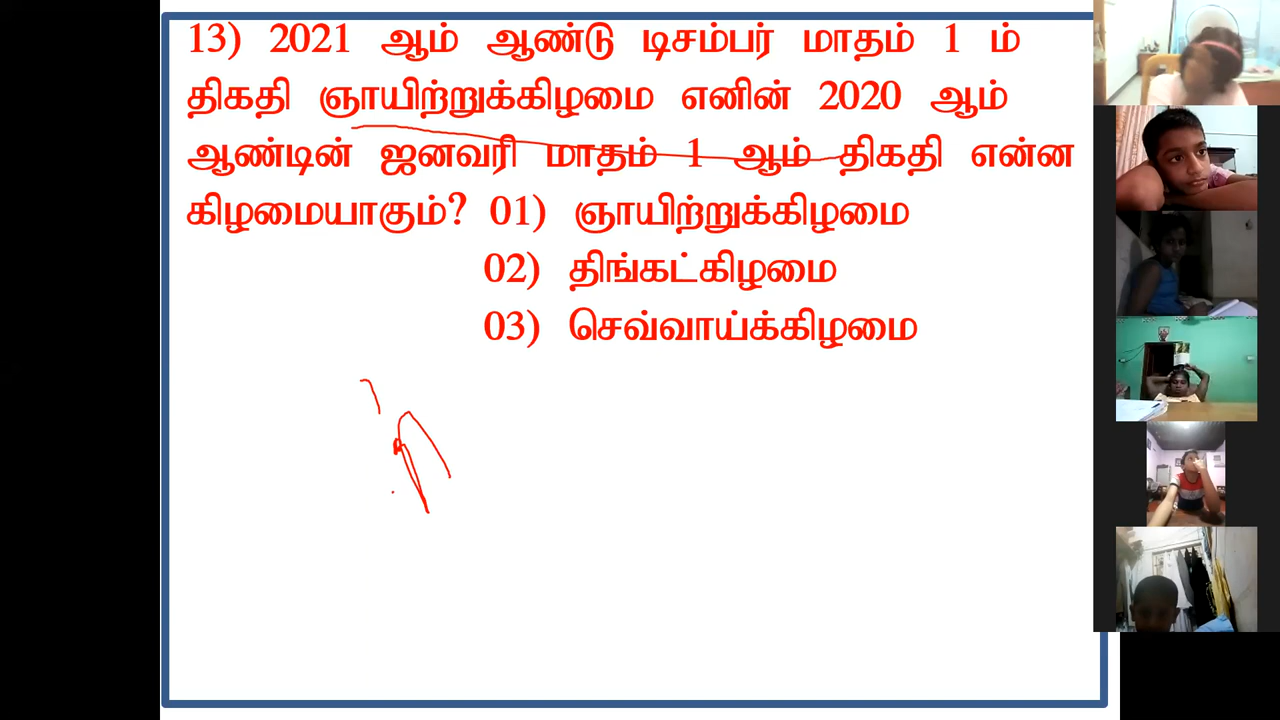 13) 2021 ஆம் ஆண்டு டிசம்பர் மாதம் 1 ம்
திகதி ஞாயிற்றுக்கிழமை எனின் 2020 ஆம்
ஆண்டின் ஜனவரி மாதம் 1 ஆம் திகதி என்ன
கிழமையாகும்? 01) ஞாயிற்றுக்கிழமை
02) திங்கட்கிழமை
03) செவ்வாய்க்கிழமை